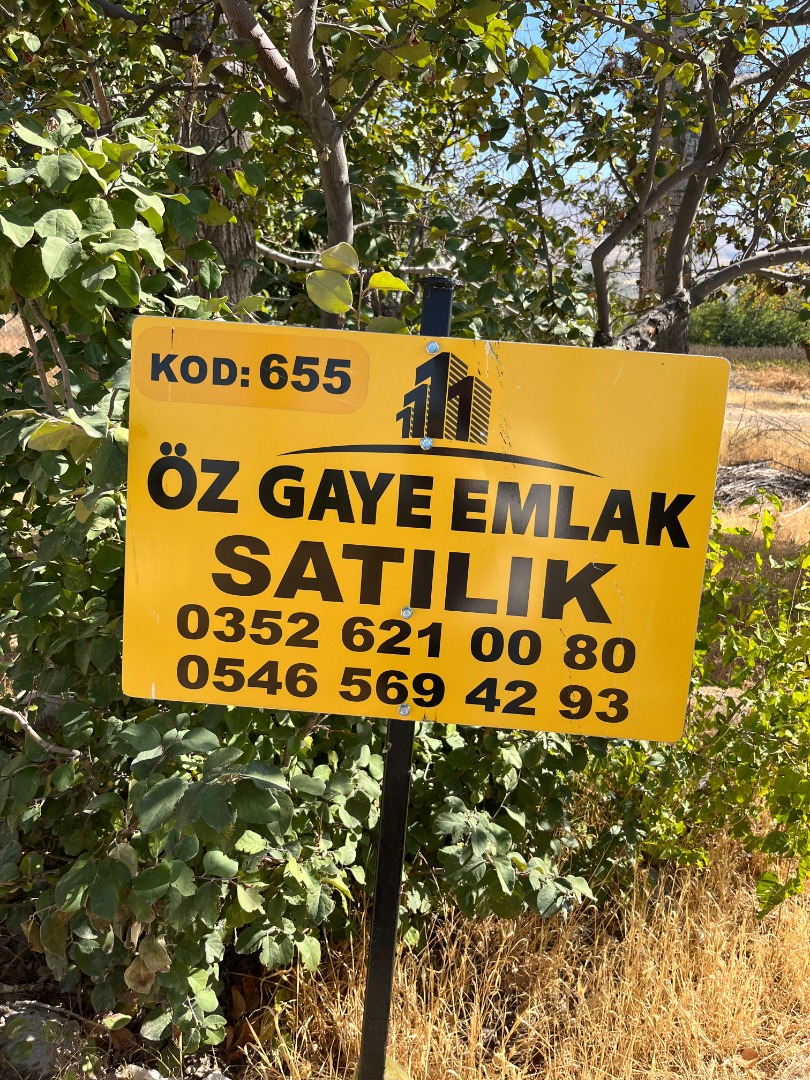 KOD: 655
ÖZ GAYE EMLAK
SATILIK
0352 621 00 80
0546 569 42 93